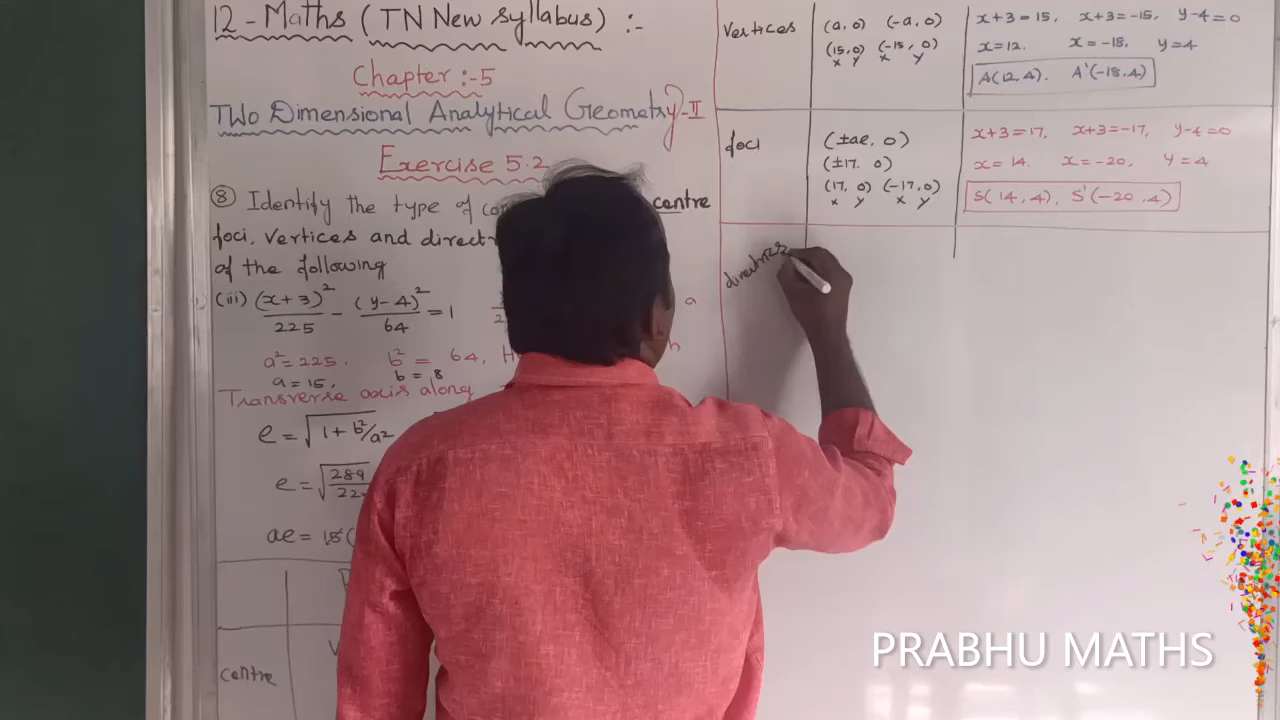 12 - Maths (TN New Syllabus) :-
Chapter :- 5
Two Dimensional Analytical Geometry - II
Exercise 5.2
⑧ Identify the type of centre
foci, vertices and
of the following
(iii) (x+3)²/225 - (y-4)²/64 = 1
a² = 225. b² = 64,
a = 15, b = 8
Transverse axis along
e = √(1 + b²/a²)
e = √289
ae = 15
centre
Vertices (a, 0) (-a, 0) x+3=15, x+3=-15, y-4=0
(15, 0) (-15, 0) x=12. x=-18. y=4
x y x y A(12, 4). A'(-18, 4)
foci (±ae, 0) x+3=17, x+3=-17, y-4=0
(±17, 0) x=14. x=-20, y=4
(17, 0) (-17, 0) S(14, 4), S'(-20, 4)
x y x y
PRABHU MATHS